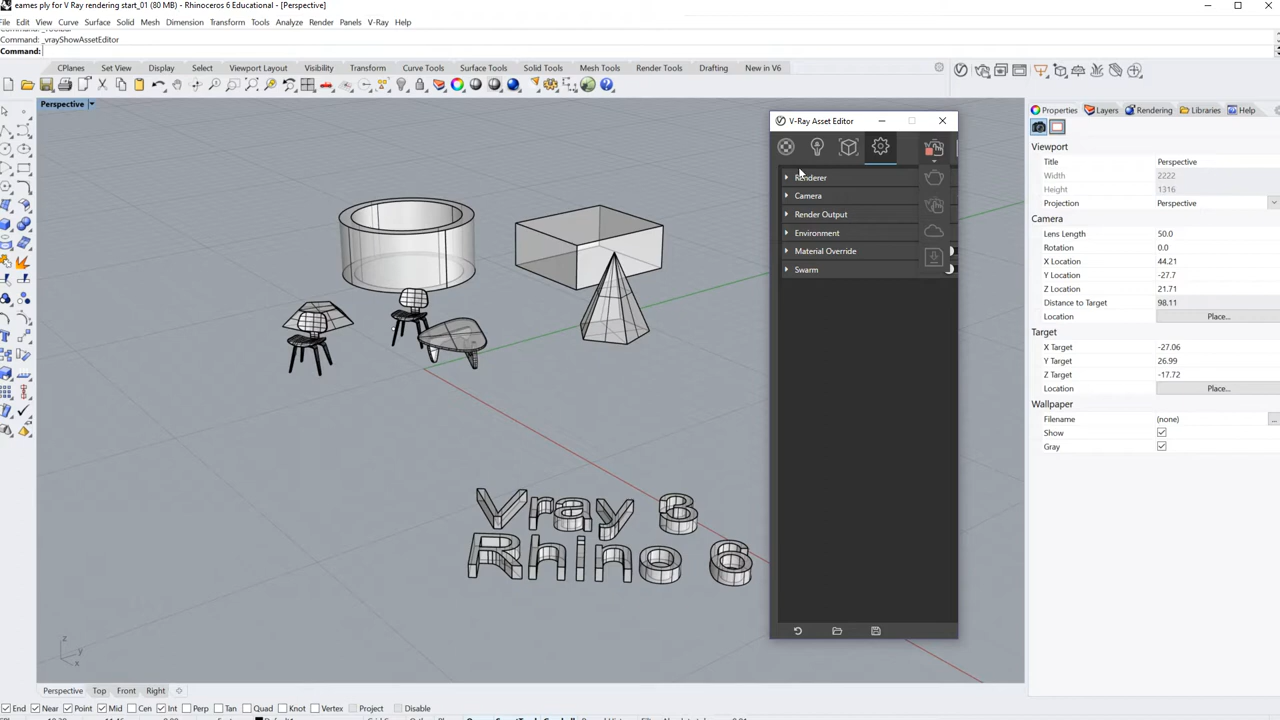 eames ply for V Ray rendering start_01 (80 MB) - Rhinoceros 6 Educational - [Perspective]
File Edit View Curve Surface Solid Mesh Dimension Transform Tools Analyze Render Panels V-Ray Help
Command: _vrayShowAssetEditor
Command:
CPlanes Set View Display Select Viewport Layout Visibility Transform Curve Tools Surface Tools Solid Tools Mesh Tools Render Tools Drafting New in V6
Perspective
V-Ray Asset Editor
Renderer
Camera
Render Output
Environment
Material Override
Swarm
Properties Layers Rendering Libraries Help
Viewport
Title Perspective
Width 2222
Height 1316
Projection Perspective
Camera
Lens Length 50.0
Rotation 0.0
X Location 44.21
Y Location -27.7
Z Location 21.71
Distance to Target 98.11
Location Place...
Target
X Target -27.06
Y Target 26.99
Z Target -17.72
Location Place...
Wallpaper
Filename (none) ...
Show
Gray
Vray 3
Rhino 6
z
y
x
Perspective Top Front Right
End Near Point Mid Cen Int Perp Tan Quad Knot Vertex Project Disable